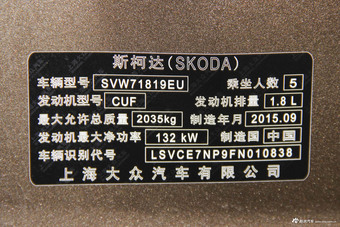 斯柯达(SKODA)
车辆型号 SVW71819EU 乘坐人数 5
发动机型号 CUF 发动机排量 1.8 L
最大允许总质量 2035kg 制造年月 2015.09
发动机最大净功率 132 kW 制造国 中国
车辆识别代号 LSVCE7NP9FN010838
上海大众汽车有限公司